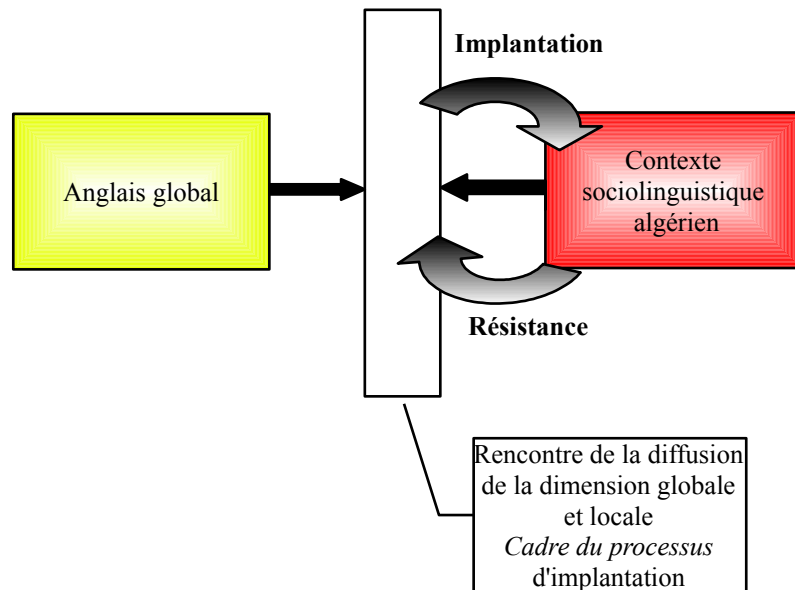 Implantation
Anglais global
Contexte
sociolinguistique
algérien
Résistance
Rencontre de la diffusion
de la dimension globale
et locale
Cadre du processus
d'implantation